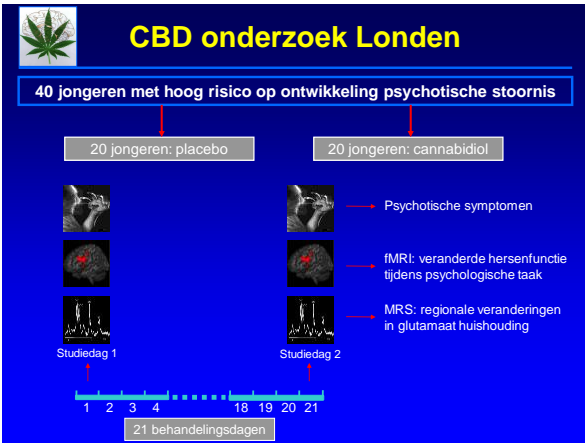 CBD onderzoek Londen
40 jongeren met hoog risico op ontwikkeling psychotische stoornis
20 jongeren: placebo
20 jongeren: cannabidiol
Psychotische symptomen
fMRI: veranderde hersenfunctie
tijdens psychologische taak
MRS: regionale veranderingen
in glutamaat huishouding
Studiedag 1
Studiedag 2
1 2 3 4 18 19 20 21
21 behandelingsdagen